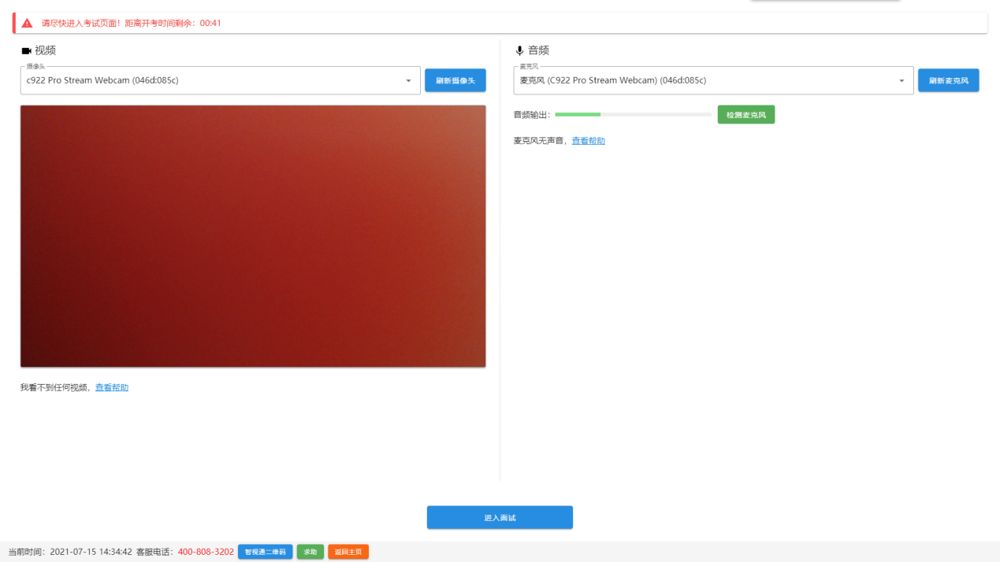 请尽快进入考试页面！距离开考时间剩余：00:41
视频
摄像头
c922 Pro Stream Webcam (046d:085c)
刷新摄像头
我看不到任何视频，查看帮助
音频
麦克风
麦克风 (C922 Pro Stream Webcam) (046d:085c)
刷新麦克风
音频输出：
检测麦克风
麦克风无声音，查看帮助
进入面试
当前时间：2021-07-15 14:34:42 客服电话：400-808-3202 智视通二维码 求助 返回主页